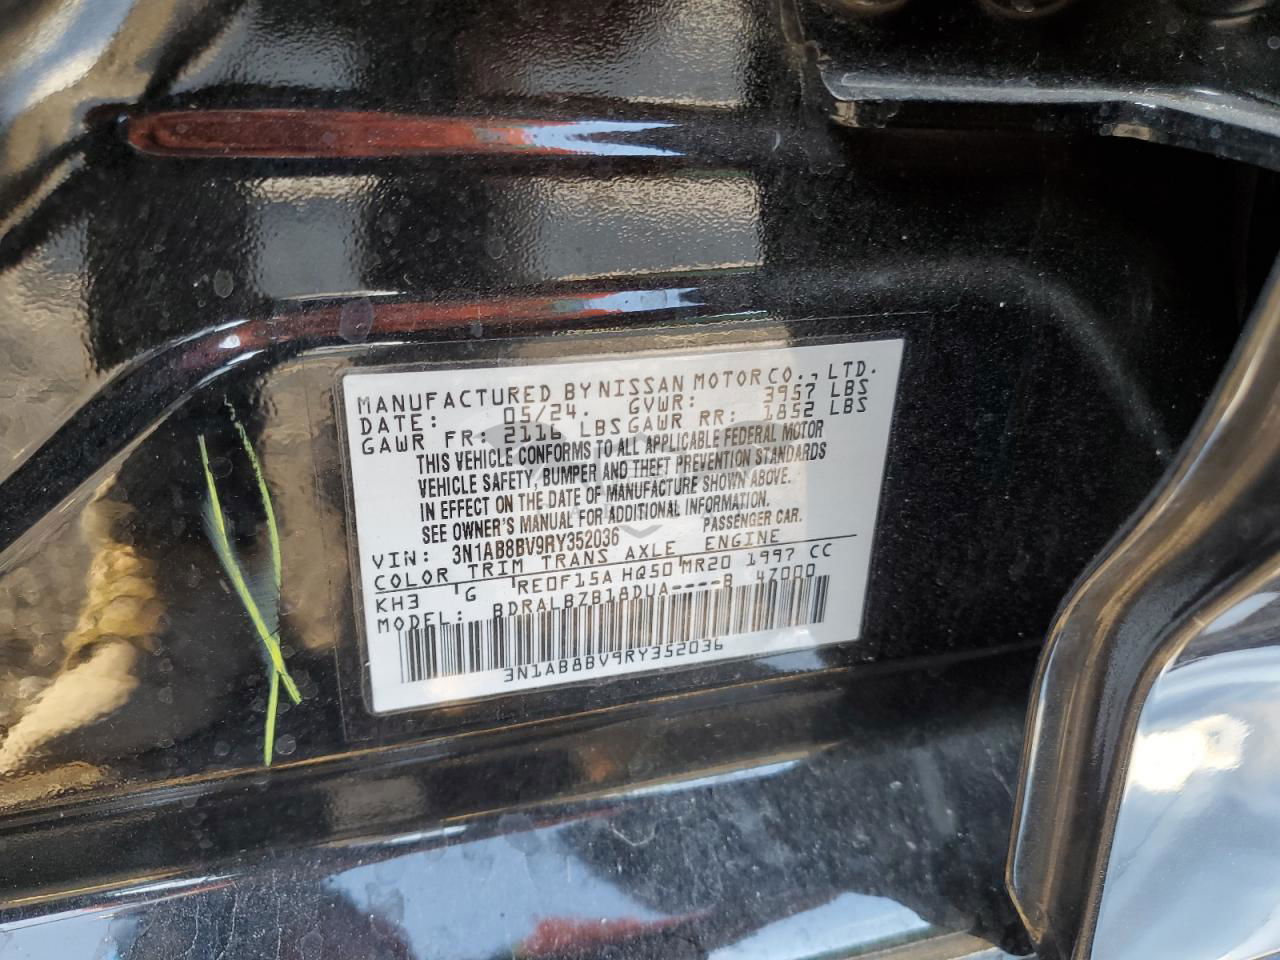 MANUFACTURED BY NISSAN MOTOR CO., LTD.
DATE: 05/24. GVWR: 3957 LBS
GAWR FR: 2116 LBS GAWR RR: 1852 LBS
THIS VEHICLE CONFORMS TO ALL APPLICABLE FEDERAL MOTOR
VEHICLE SAFETY, BUMPER AND THEFT PREVENTION STANDARDS
IN EFFECT ON THE DATE OF MANUFACTURE SHOWN ABOVE.
SEE OWNER'S MANUAL FOR ADDITIONAL INFORMATION.
VIN: 3N1AB8BV9RY352036 PASSENGER CAR.
COLOR TRIM TRANS AXLE ENGINE
KH3 G RE0F15A HQ50 MR20 1997 CC
MODEL: BDRALBZB18DUA----B 4Z000
3N1AB8BV9RY352036